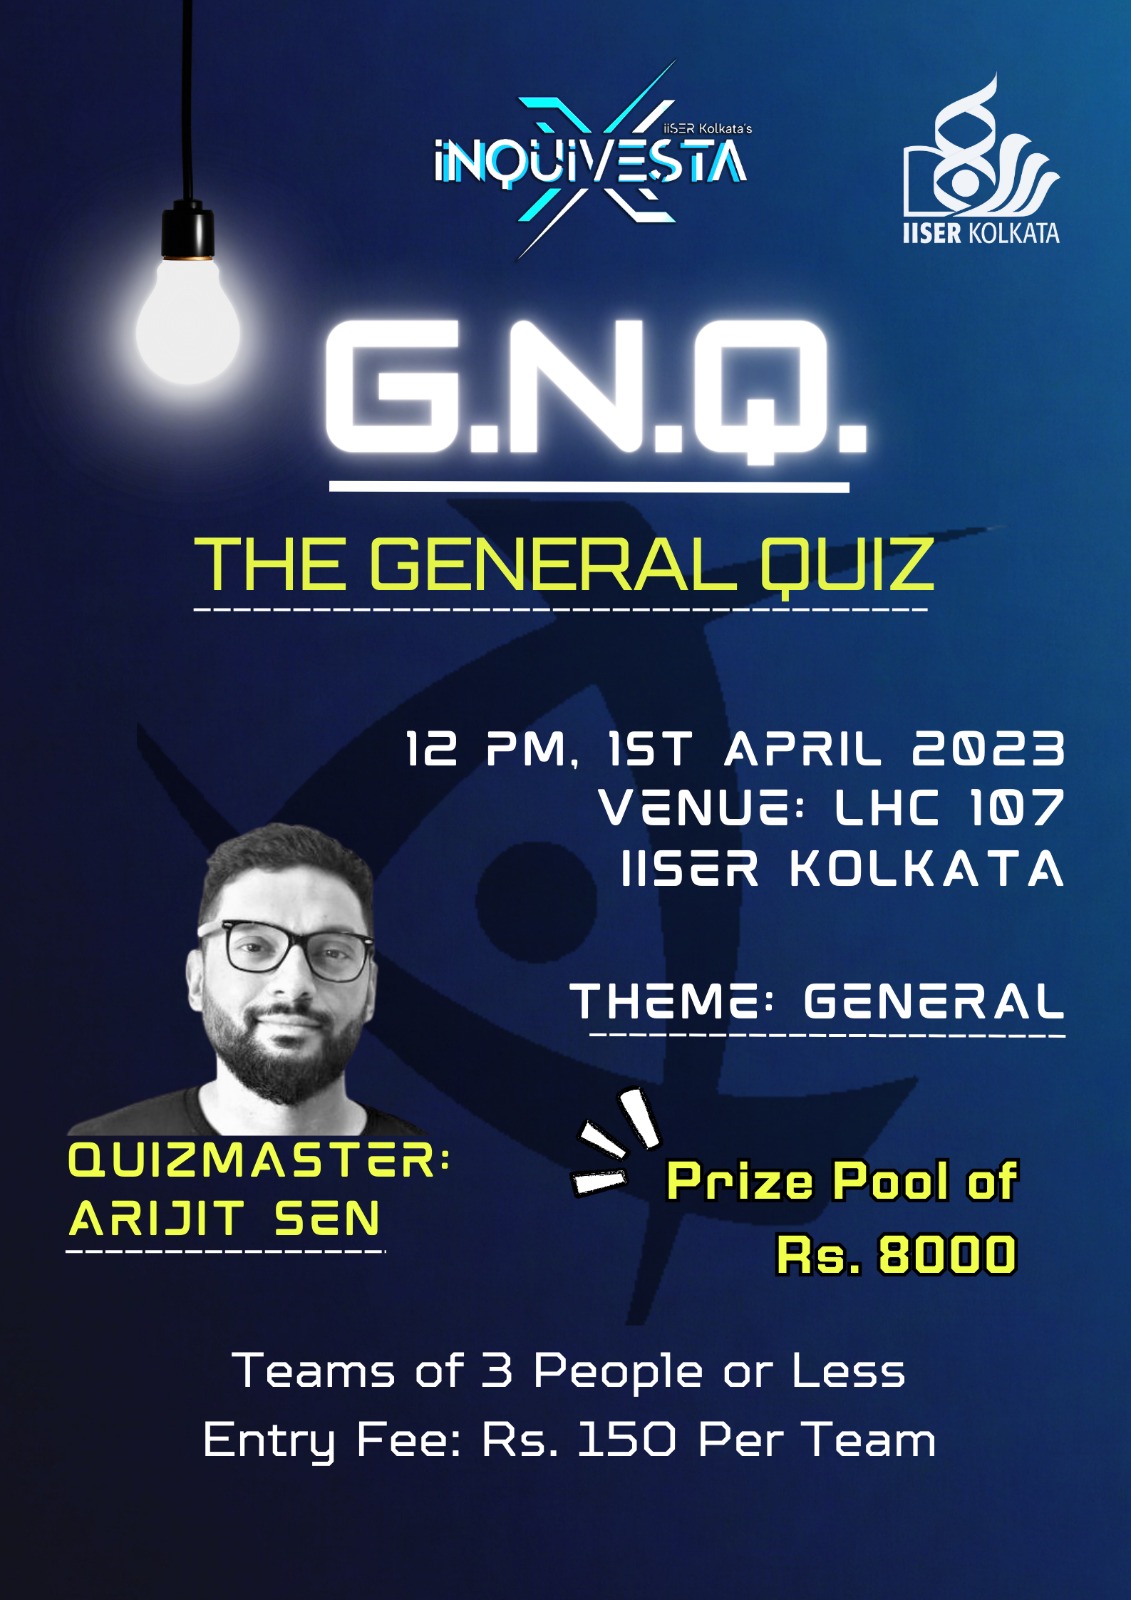 iiSER Kolkata's
iNQUiVESTA
IISER KOLKATA
G.N.Q.
THE GENERAL QUIZ
12 PM, 1ST APRIL 2023
VENUE: LHC 107
IISER KOLKATA
THEME: GENERAL
QUIZMASTER:
ARIJIT SEN
Prize Pool of
Rs. 8000
Teams of 3 People or Less
Entry Fee: Rs. 150 Per Team